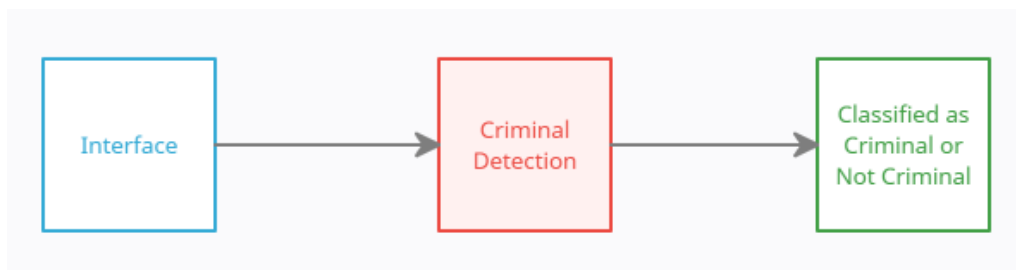 Interface
Criminal
Detection
Classified as
Criminal or
Not Criminal